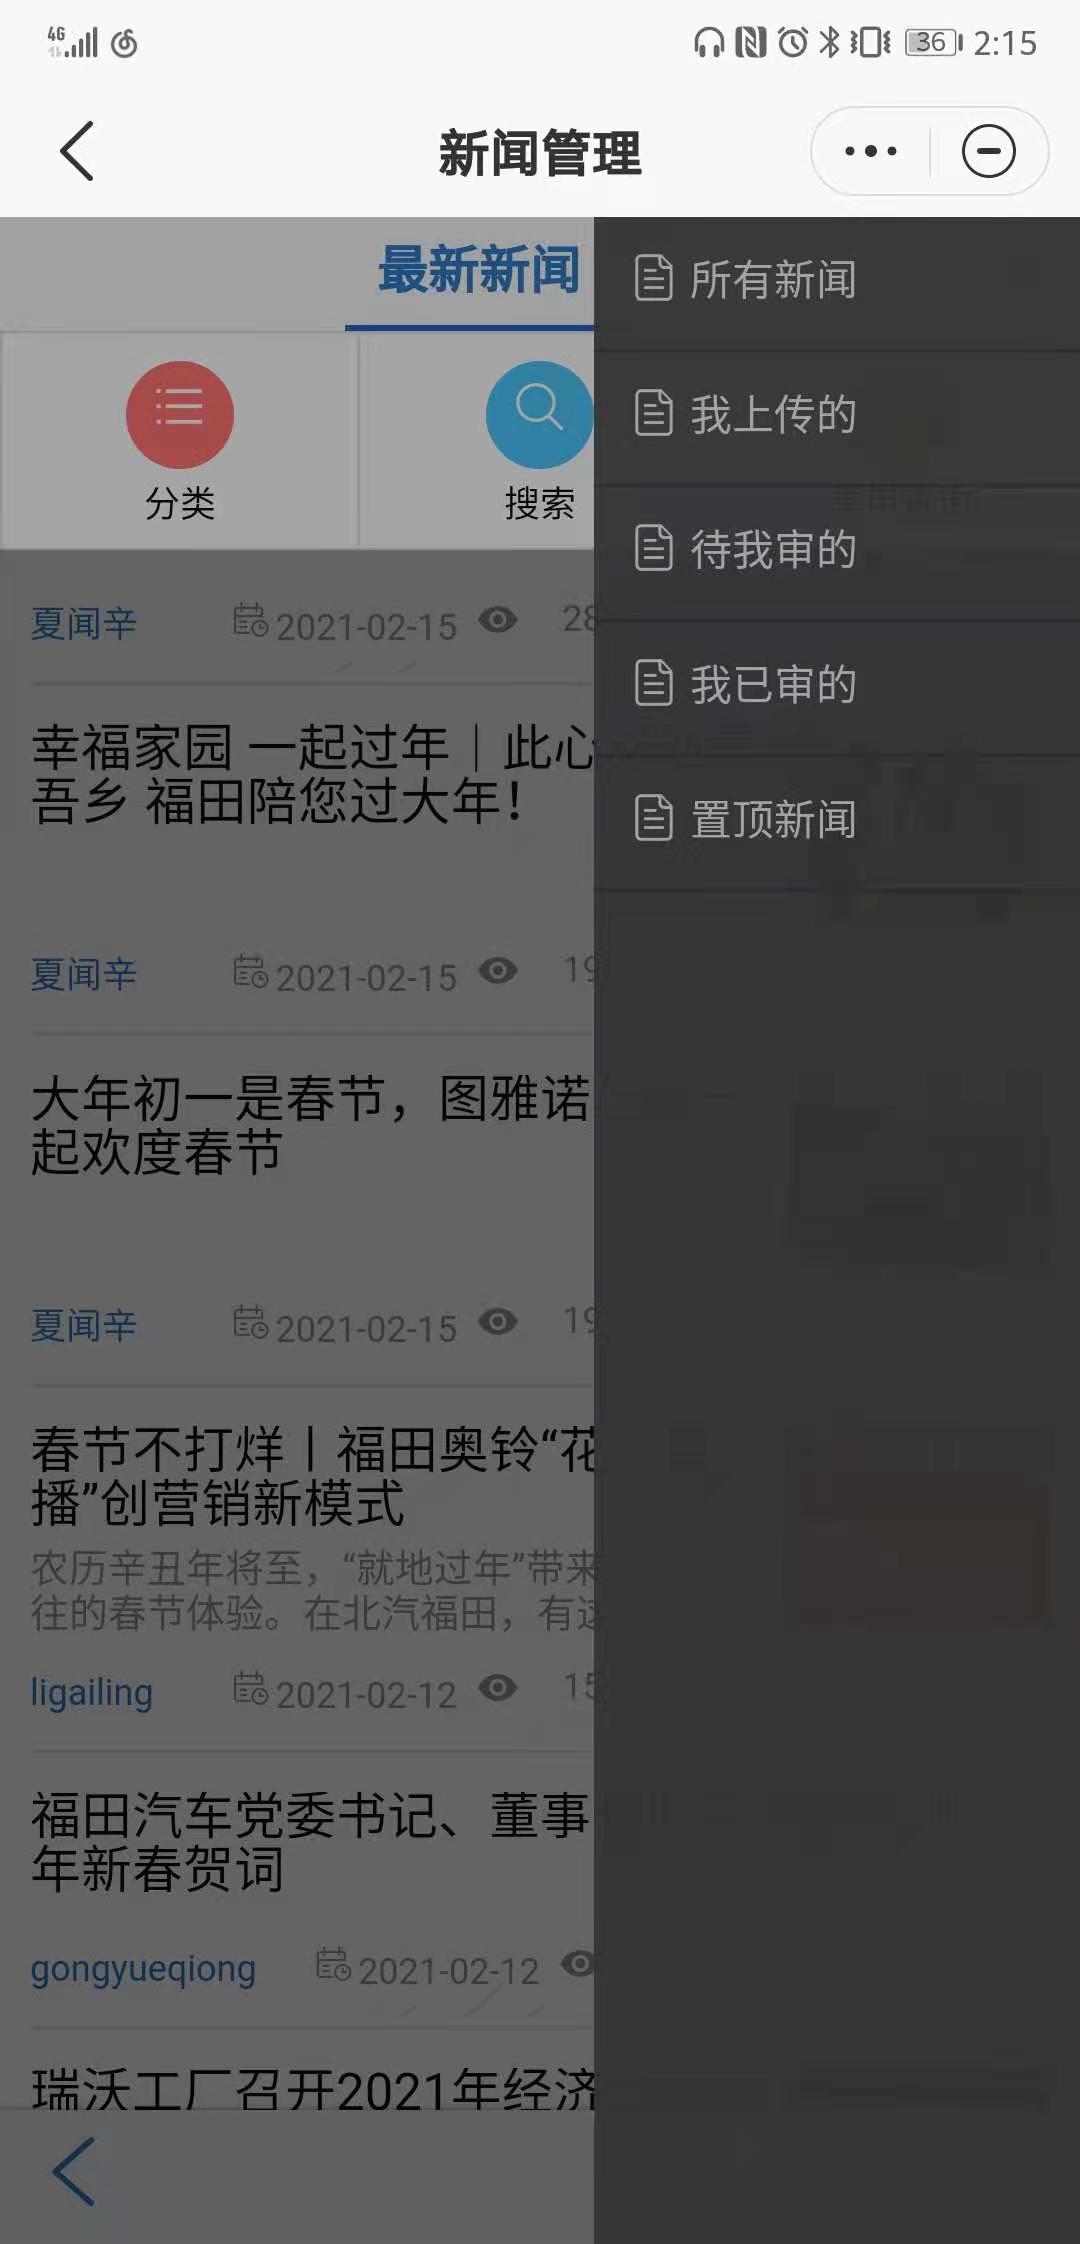 4G
36
2:15
新闻管理
最新新闻
分类
搜索
所有新闻
我上传的
待我审的
我已审的
置顶新闻
夏闻辛 2021-02-15 28
幸福家园 一起过年｜此心
吾乡 福田陪您过大年！
夏闻辛 2021-02-15 19
大年初一是春节，图雅诺
起欢度春节
夏闻辛 2021-02-15 19
春节不打烊丨福田奥铃“花
播”创营销新模式
农历辛丑年将至，“就地过年”带来
往的春节体验。在北汽福田，有这
ligailing 2021-02-12 15
福田汽车党委书记、董事
年新春贺词
gongyueqiong 2021-02-12
瑞沃工厂召开2021年经济